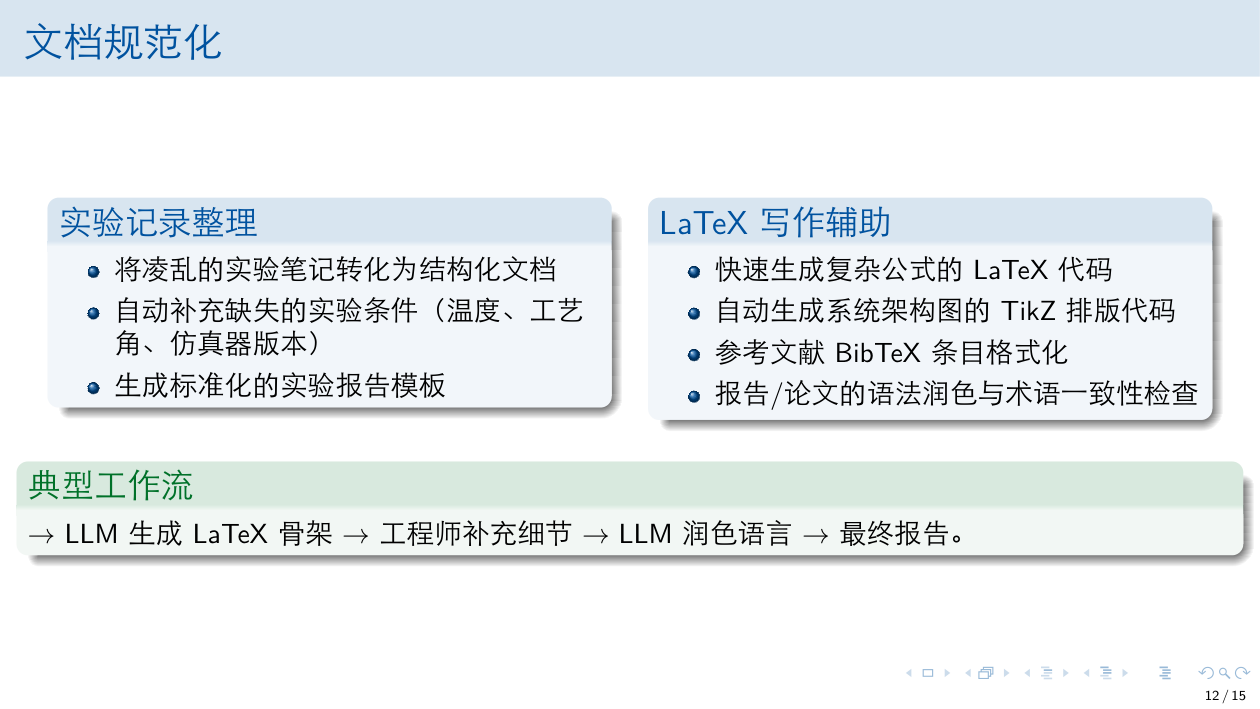 文档规范化
实验记录整理
将凌乱的实验笔记转化为结构化文档
自动补充缺失的实验条件（温度、工艺
角、仿真器版本）
生成标准化的实验报告模板
LaTeX 写作辅助
快速生成复杂公式的 LaTeX 代码
自动生成系统架构图的 TikZ 排版代码
参考文献 BibTeX 条目格式化
报告/论文的语法润色与术语一致性检查
典型工作流
→ LLM 生成 LaTeX 骨架 → 工程师补充细节 → LLM 润色语言 → 最终报告。
12 / 15